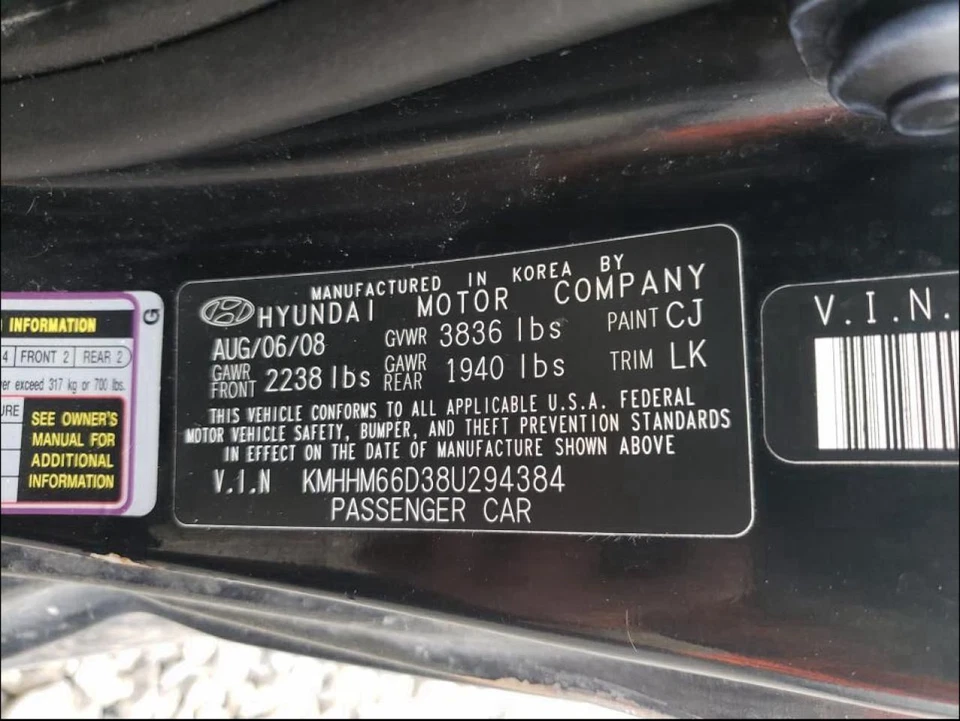 MANUFACTURED IN KOREA BY
HYUNDAI MOTOR COMPANY
AUG/06/08 GVWR 3836 lbs PAINT CJ
GAWR FRONT 2238 lbs GAWR REAR 1940 lbs TRIM LK
THIS VEHICLE CONFORMS TO ALL APPLICABLE U.S.A. FEDERAL
MOTOR VEHICLE SAFETY, BUMPER, AND THEFT PREVENTION STANDARDS
IN EFFECT ON THE DATE OF MANUFACTURE SHOWN ABOVE
V.I.N KMHHM66D38U294384
PASSENGER CAR
INFORMATION
4 FRONT 2 REAR 2
exceed 317 kg or 700 lbs.
SEE OWNER'S
MANUAL FOR
ADDITIONAL
INFORMATION
G
V.I.N.